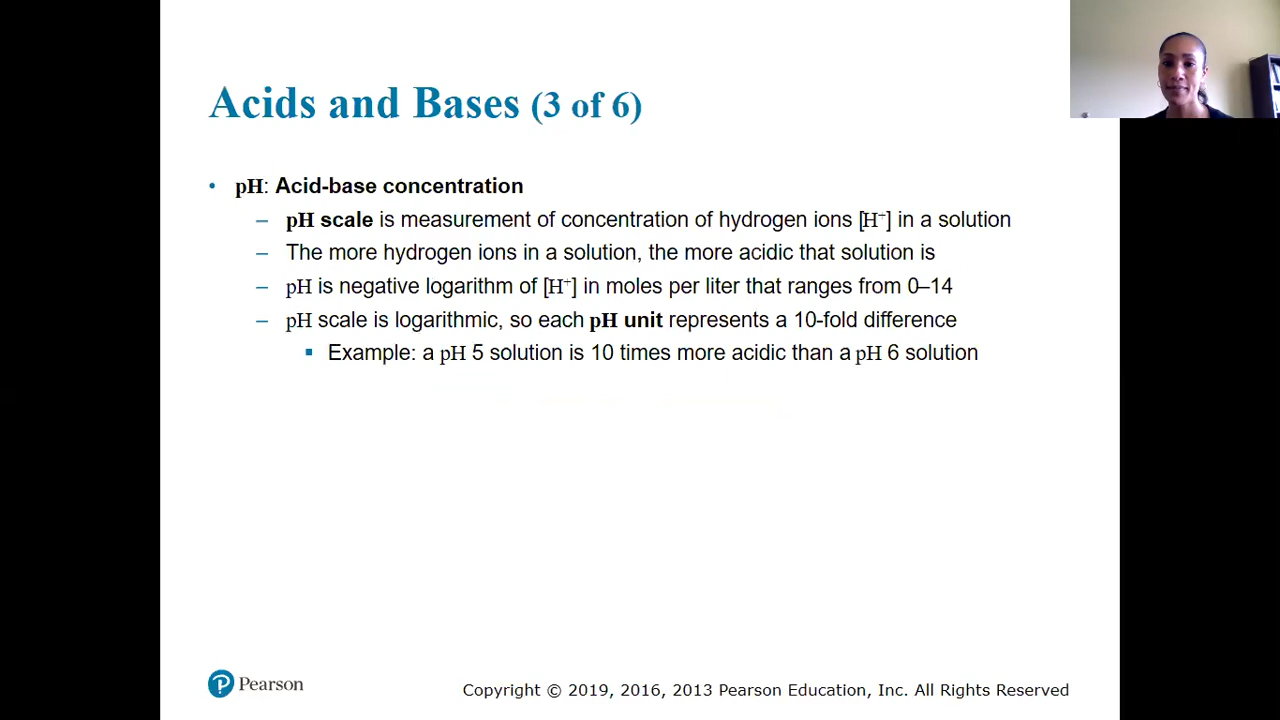 Acids and Bases (3 of 6)
• pH: Acid-base concentration
– pH scale is measurement of concentration of hydrogen ions [H⁺] in a solution
– The more hydrogen ions in a solution, the more acidic that solution is
– pH is negative logarithm of [H⁺] in moles per liter that ranges from 0–14
– pH scale is logarithmic, so each pH unit represents a 10-fold difference
▪ Example: a pH 5 solution is 10 times more acidic than a pH 6 solution
P Pearson
Copyright © 2019, 2016, 2013 Pearson Education, Inc. All Rights Reserved